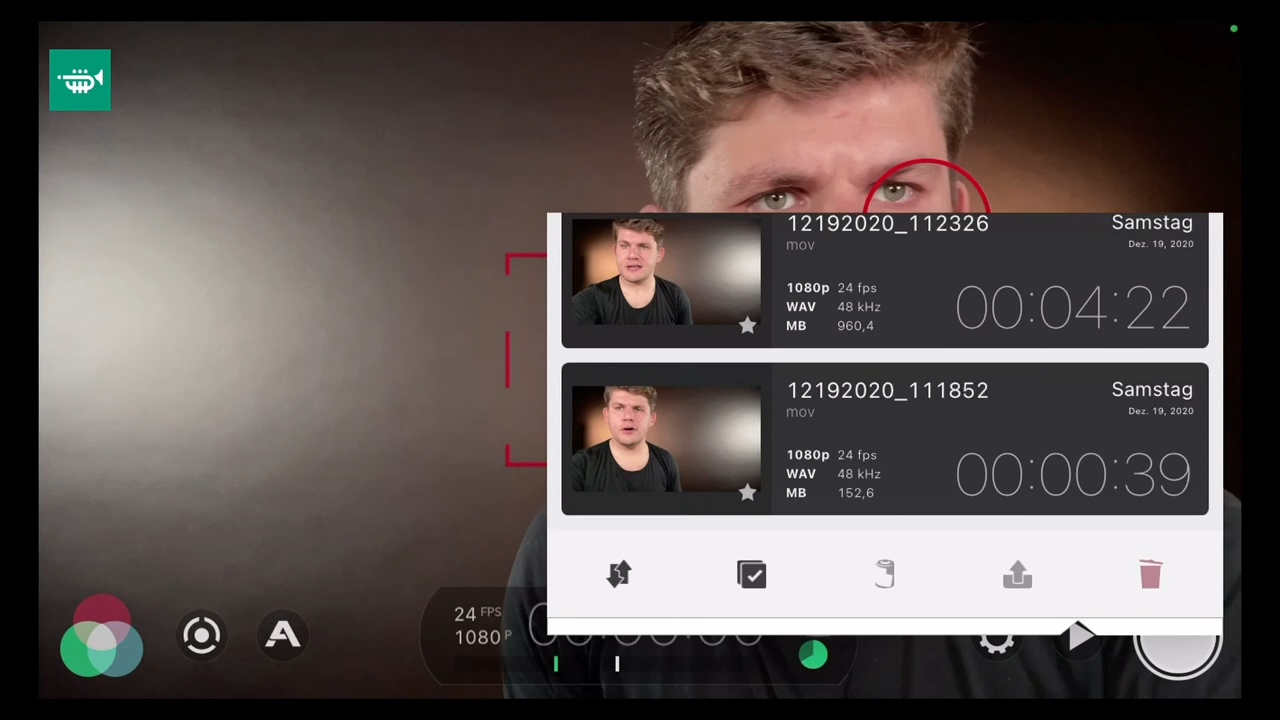 12192020_112326
Samstag
mov
Dez. 19, 2020
1080p 24 fps
WAV 48 kHz
MB 960,4
00:04:22
12192020_111852
Samstag
mov
Dez. 19, 2020
1080p 24 fps
WAV 48 kHz
MB 152,6
00:00:39
24 FPS
1080P